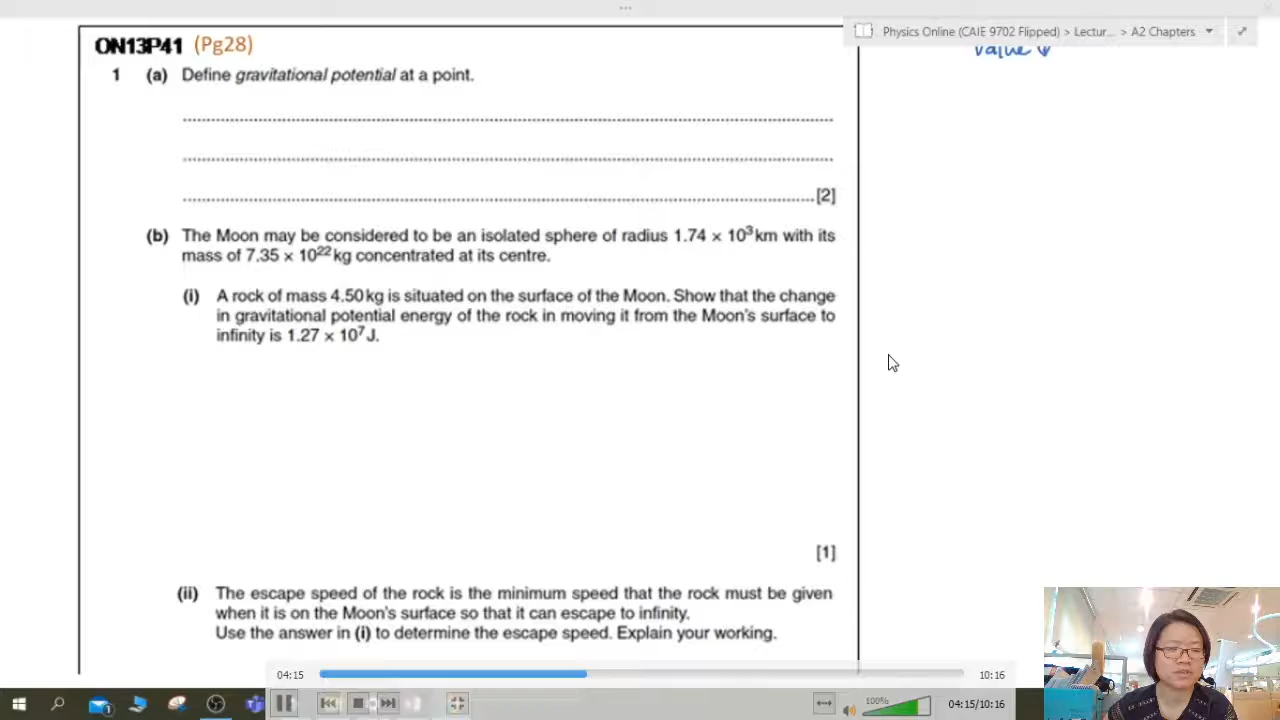 ON13P41 (Pg28)
Physics Online (CAIE 9702 Flipped) > Lectur... > A2 Chapters
value
1 (a) Define gravitational potential at a point.
[2]
(b) The Moon may be considered to be an isolated sphere of radius 1.74 × 10³ km with its
mass of 7.35 × 10²² kg concentrated at its centre.
(i) A rock of mass 4.50 kg is situated on the surface of the Moon. Show that the change
in gravitational potential energy of the rock in moving it from the Moon's surface to
infinity is 1.27 × 10⁷ J.
[1]
(ii) The escape speed of the rock is the minimum speed that the rock must be given
when it is on the Moon's surface so that it can escape to infinity.
Use the answer in (i) to determine the escape speed. Explain your working.
04:15
10:16
100%
04:15/10:16